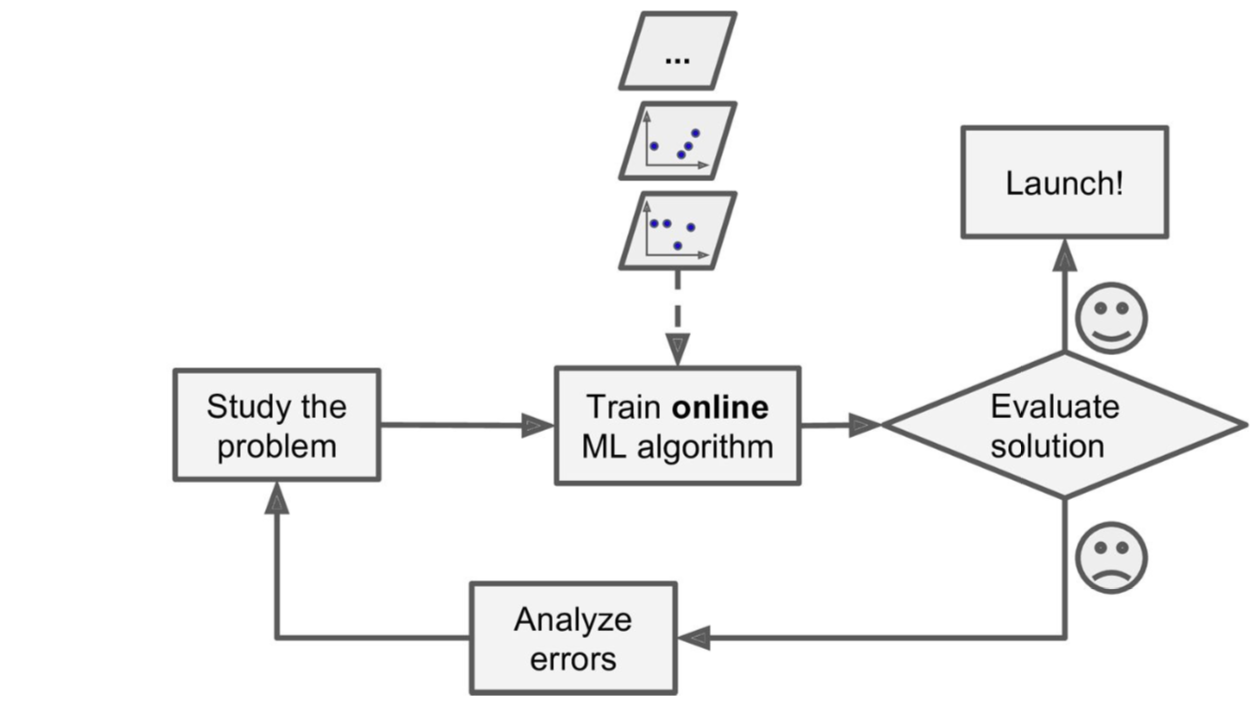 ...
Launch!
Study the
problem
Train online
ML algorithm
Evaluate
solution
Analyze
errors